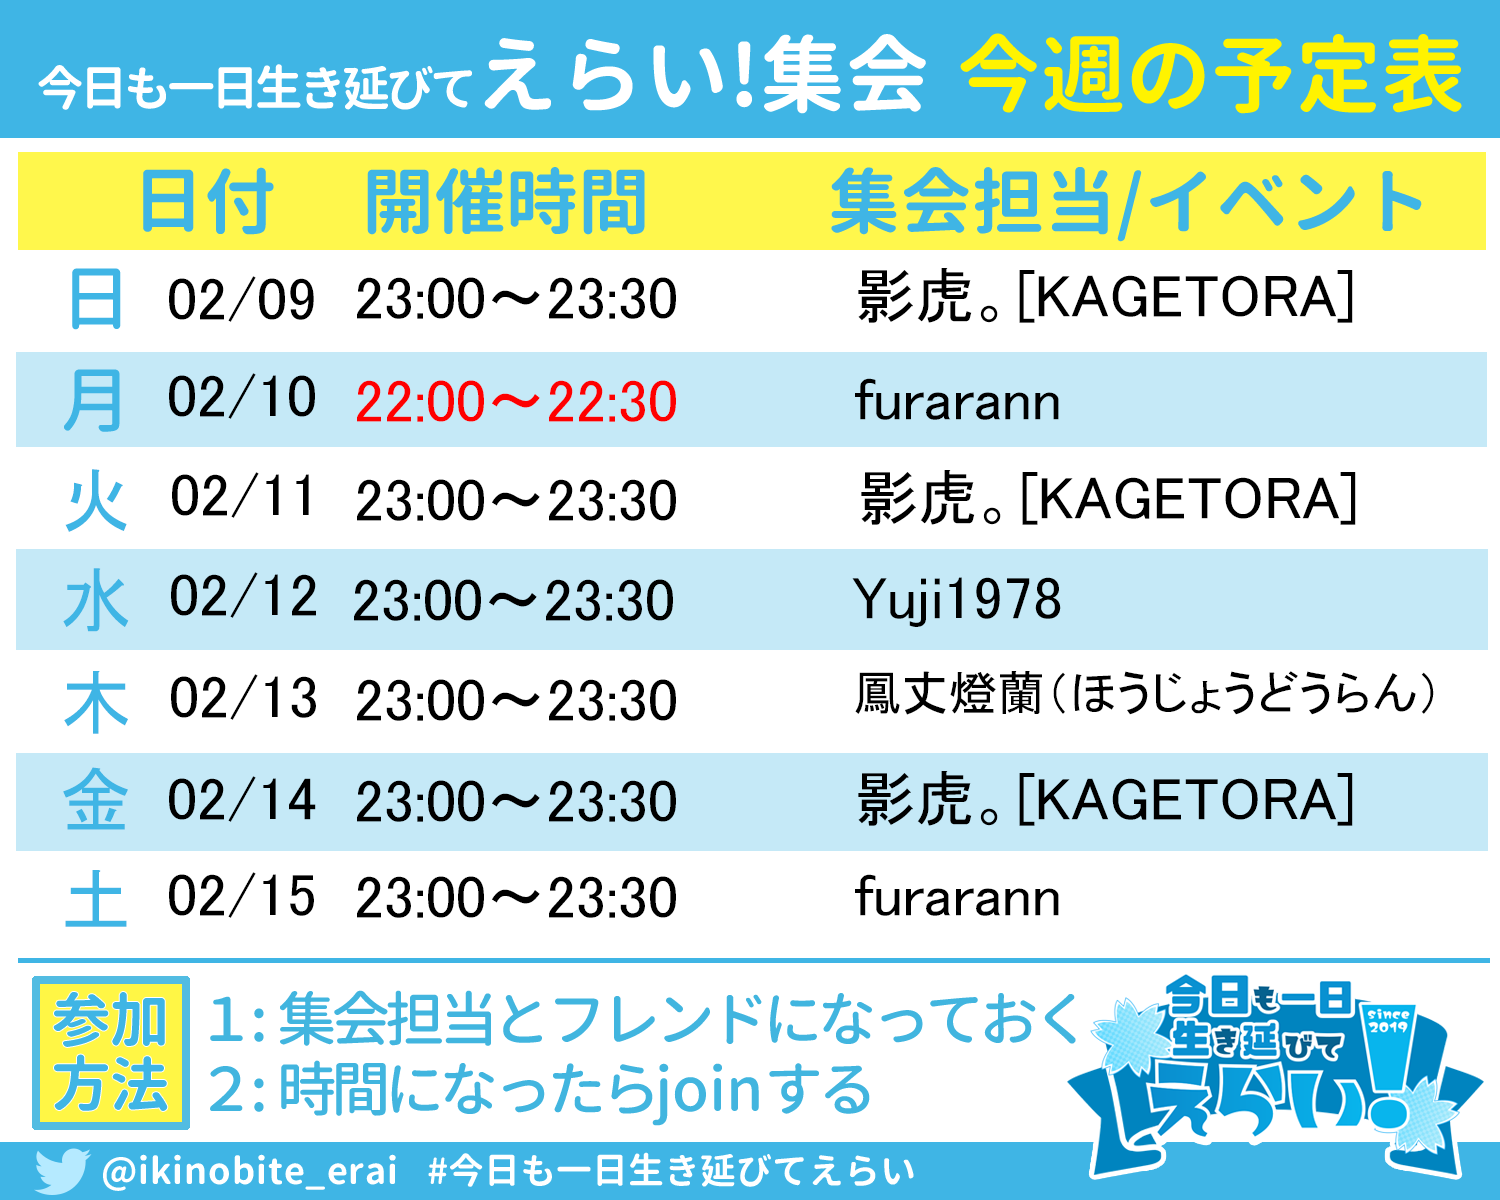 今日も一日生き延びてえらい!集会 今週の予定表
日付 開催時間 集会担当/イベント
日 02/09 23:00～23:30 影虎。[KAGETORA]
月 02/10 22:00～22:30 furarann
火 02/11 23:00～23:30 影虎。[KAGETORA]
水 02/12 23:00～23:30 Yuji1978
木 02/13 23:00～23:30 鳳丈燈蘭(ほうじょうどうらん)
金 02/14 23:00～23:30 影虎。[KAGETORA]
土 02/15 23:00～23:30 furarann
参加
方法
1:集会担当とフレンドになっておく
2:時間になったらjoinする
今日も一日
生き延びて
えらい!
since
2019
@ikinobite_erai #今日も一日生き延びてえらい